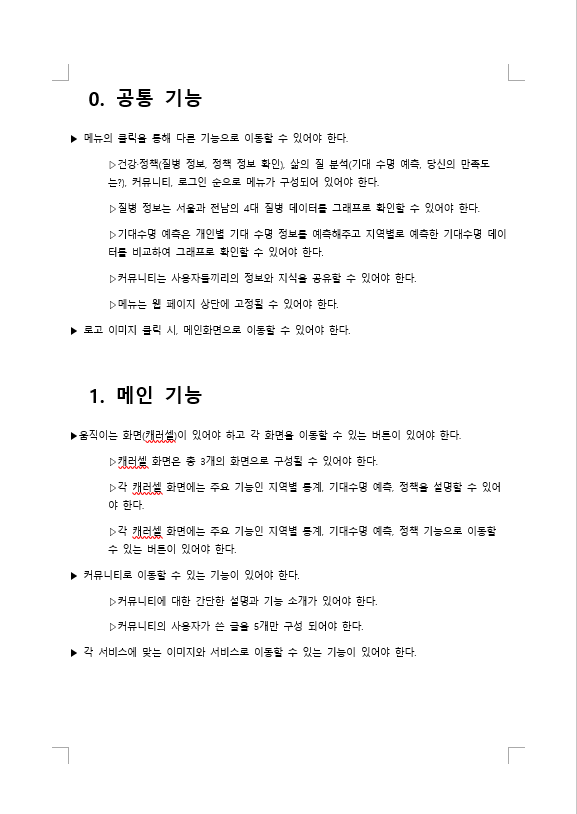 0. 공통 기능
▶ 메뉴의 클릭을 통해 다른 기능으로 이동할 수 있어야 한다.
▷건강·정책(질병 정보, 정책 정보 확인), 삶의 질 분석(기대 수명 예측, 당신의 만족도
는?), 커뮤니티, 로그인 순으로 메뉴가 구성되어 있어야 한다.
▷질병 정보는 서울과 전남의 4대 질병 데이터를 그래프로 확인할 수 있어야 한다.
▷기대수명 예측은 개인별 기대 수명 정보를 예측해주고 지역별로 예측한 기대수명 데이
터를 비교하여 그래프로 확인할 수 있어야 한다.
▷커뮤니티는 사용자들끼리의 정보와 지식을 공유할 수 있어야 한다.
▷메뉴는 웹 페이지 상단에 고정될 수 있어야 한다.
▶ 로고 이미지 클릭 시, 메인화면으로 이동할 수 있어야 한다.
1. 메인 기능
▶움직이는 화면(캐러셀)이 있어야 하고 각 화면을 이동할 수 있는 버튼이 있어야 한다.
▷캐러셀 화면은 총 3개의 화면으로 구성될 수 있어야 한다.
▷각 캐러셀 화면에는 주요 기능인 지역별 통계, 기대수명 예측, 정책을 설명할 수 있어
야 한다.
▷각 캐러셀 화면에는 주요 기능인 지역별 통계, 기대수명 예측, 정책 기능으로 이동할
수 있는 버튼이 있어야 한다.
▶ 커뮤니티로 이동할 수 있는 기능이 있어야 한다.
▷커뮤니티에 대한 간단한 설명과 기능 소개가 있어야 한다.
▷커뮤니티의 사용자가 쓴 글을 5개만 구성 되어야 한다.
▶ 각 서비스에 맞는 이미지와 서비스로 이동할 수 있는 기능이 있어야 한다.